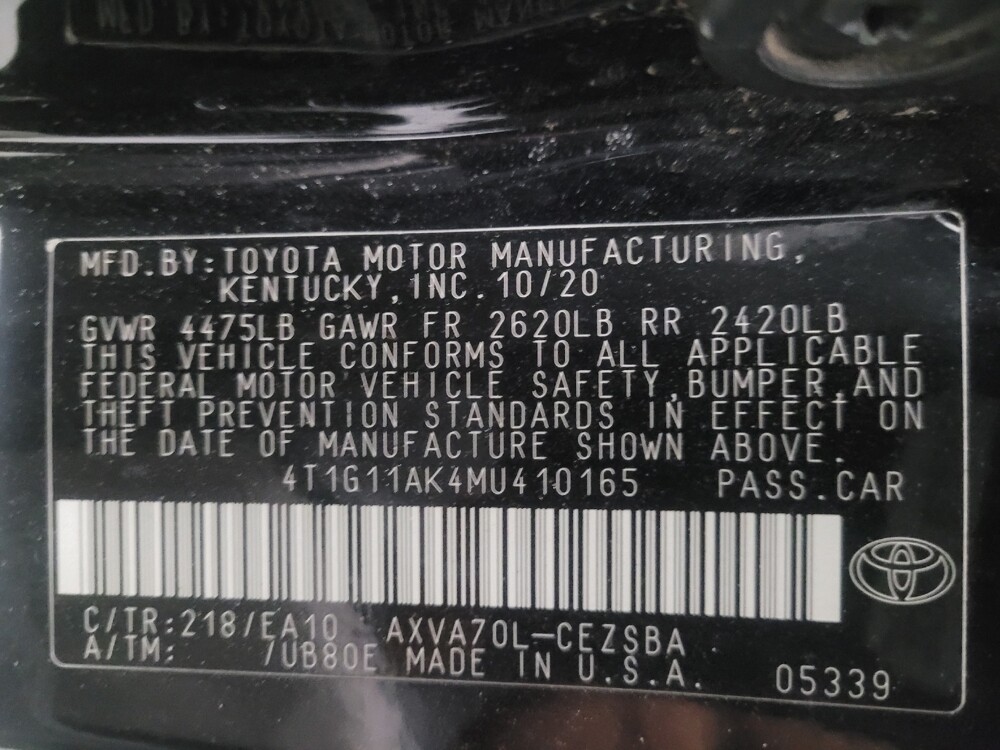 MFD.BY:TOYOTA MOTOR MANUFACTURING,
KENTUCKY,INC. 10/20
GVWR 4475LB GAWR FR 2620LB RR 2420LB
THIS VEHICLE CONFORMS TO ALL APPLICABLE
FEDERAL MOTOR VEHICLE SAFETY,BUMPER,AND
THEFT PREVENTION STANDARDS IN EFFECT ON
THE DATE OF MANUFACTURE SHOWN ABOVE.
4T1G11AK4MU410165 PASS.CAR
C/TR:218/EA10 AXVA70L-CEZSBA
A/TM: /UB80E MADE IN U.S.A. 05339